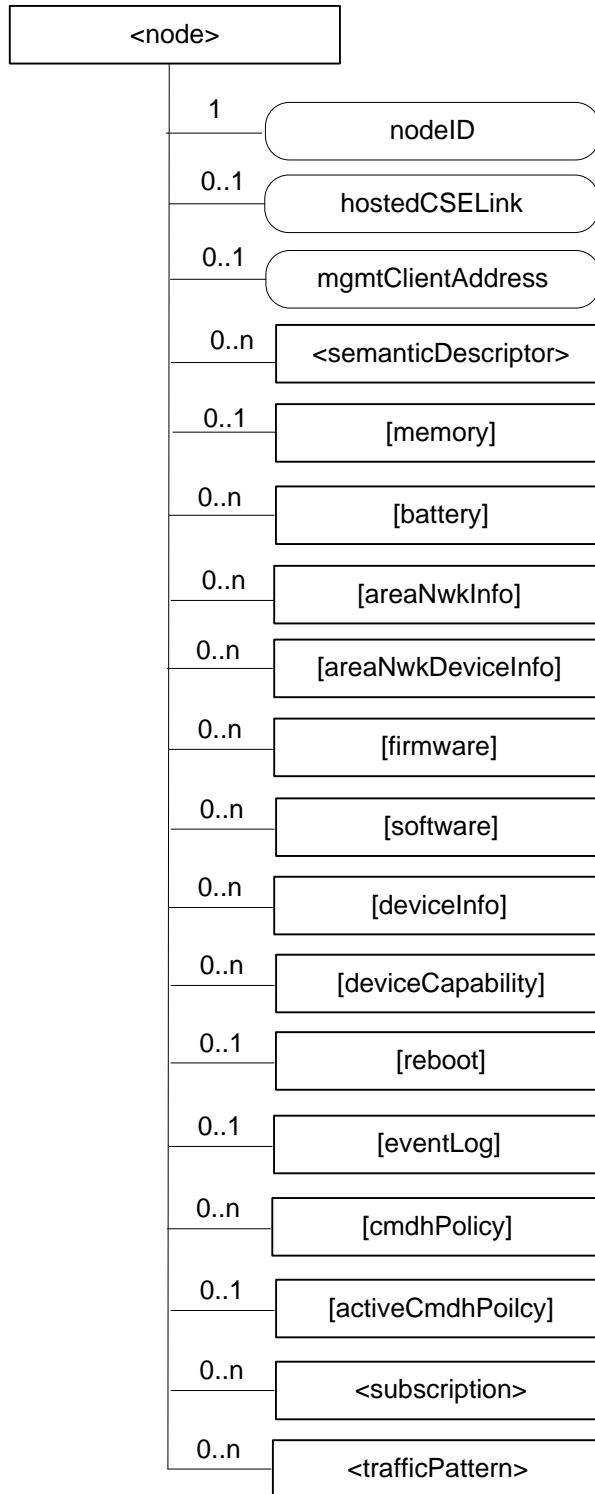 <node>
1
nodeID
0..1
hostedCSELink
0..1
mgmtClientAddress
0..n
<semanticDescriptor>
0..1
[memory]
0..n
[battery]
0..n
[areaNwkInfo]
0..n
[areaNwkDeviceInfo]
0..n
[firmware]
0..n
[software]
0..n
[deviceInfo]
0..n
[deviceCapability]
0..1
[reboot]
0..1
[eventLog]
0..n
[cmdhPolicy]
0..1
[activeCmdhPoilcy]
0..n
<subscription>
0..n
<trafficPattern>